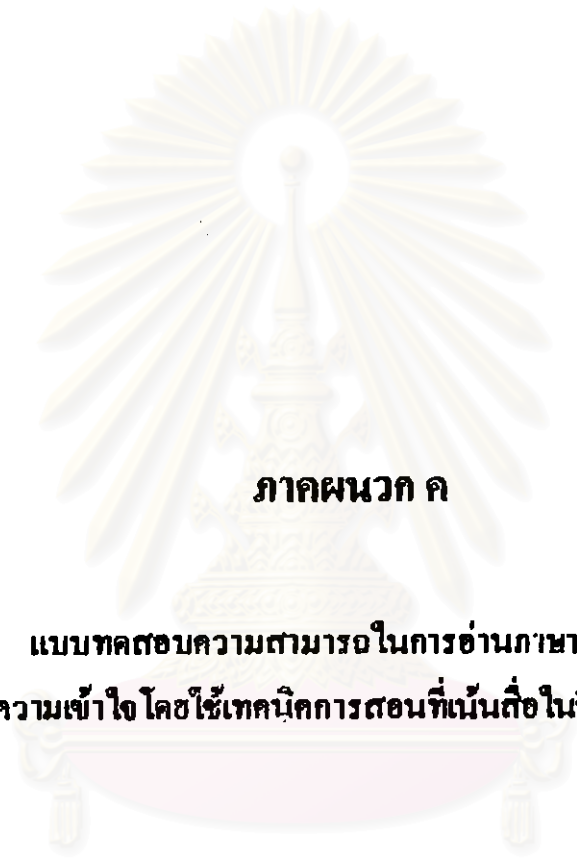 ภาคผนวก ค
แบบทดสอบความสามารถในการอ่านภาษา
ความเข้าใจโดยใช้เทคนิคการสอนที่เน้นสื่อใน